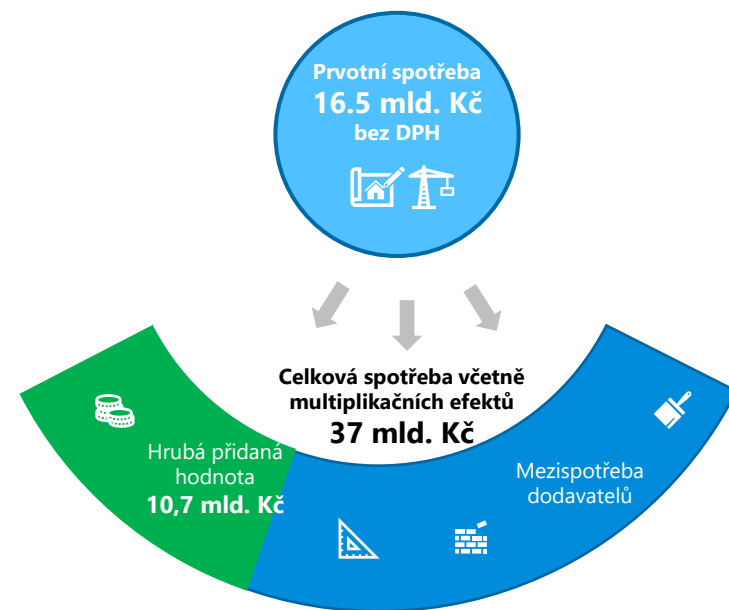 Prvotní spotřeba
16.5 mld. Kč
bez DPH
Celková spotřeba včetně
multiplikačních efektů
37 mld. Kč
Hrubá přidaná
hodnota
10,7 mld. Kč
Mezispotřeba
dodavatelů